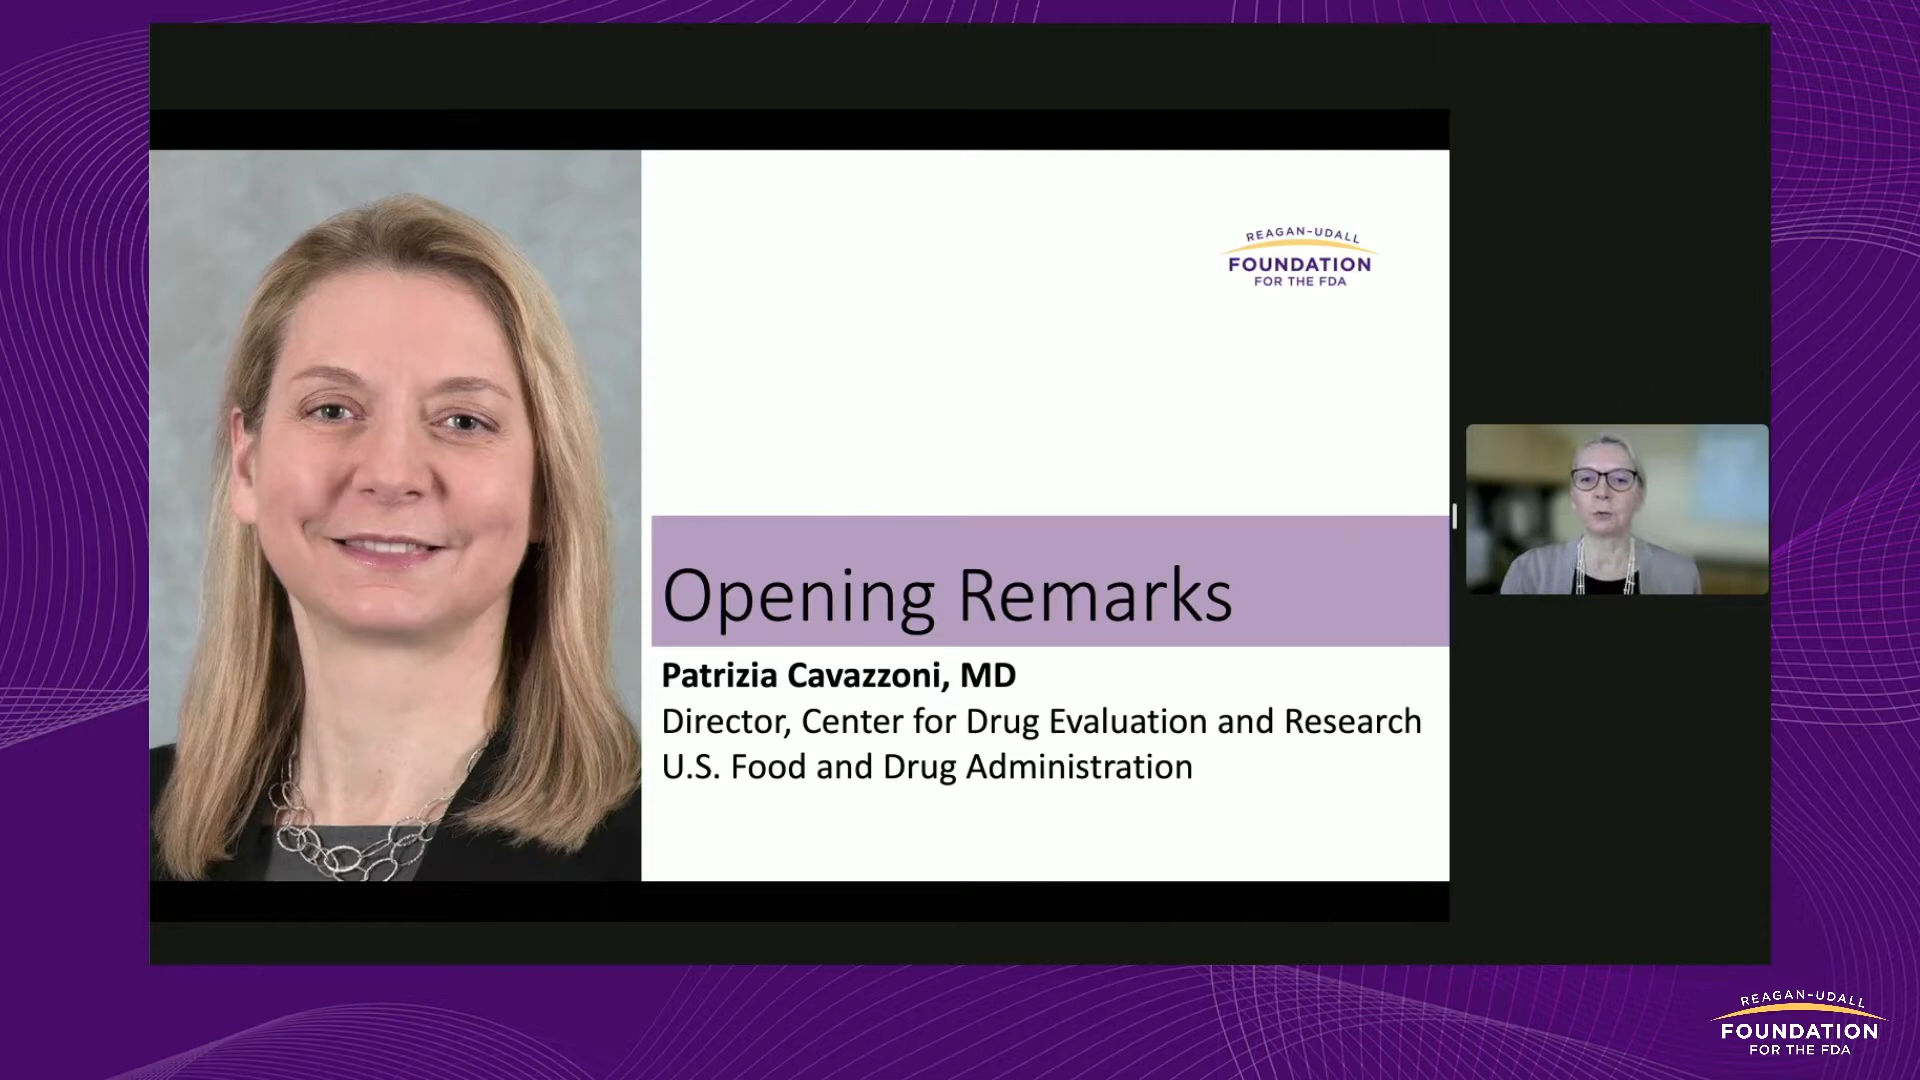 REAGAN-UDALL
FOUNDATION
FOR THE FDA
Opening Remarks
Patrizia Cavazzoni, MD
Director, Center for Drug Evaluation and Research
U.S. Food and Drug Administration
REAGAN-UDALL
FOUNDATION
FOR THE FDA